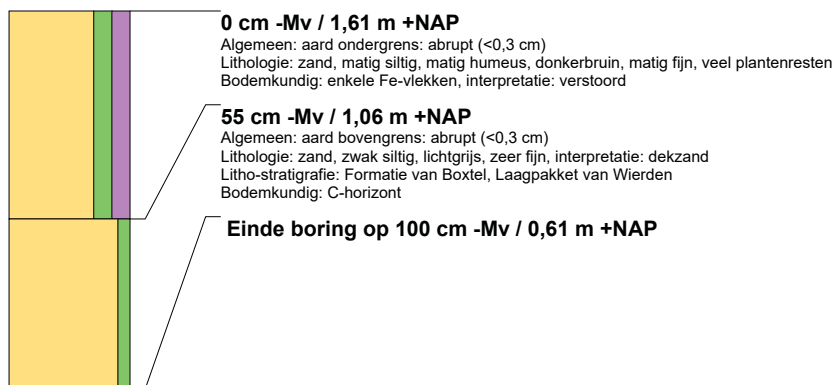 0 cm -Mv / 1,61 m +NAP
Algemeen: aard ondergrens: abrupt (<0,3 cm)
Lithologie: zand, matig siltig, matig humeus, donkerbruin, matig fijn, veel plantenresten
Bodemkundig: enkele Fe-vlekken, interpretatie: verstoord
55 cm -Mv / 1,06 m +NAP
Algemeen: aard bovengrens: abrupt (<0,3 cm)
Lithologie: zand, zwak siltig, lichtgrijs, zeer fijn, interpretatie: dekzand
Litho-stratigrafie: Formatie van Boxtel, Laagpakket van Wierden
Bodemkundig: C-horizont
Einde boring op 100 cm -Mv / 0,61 m +NAP